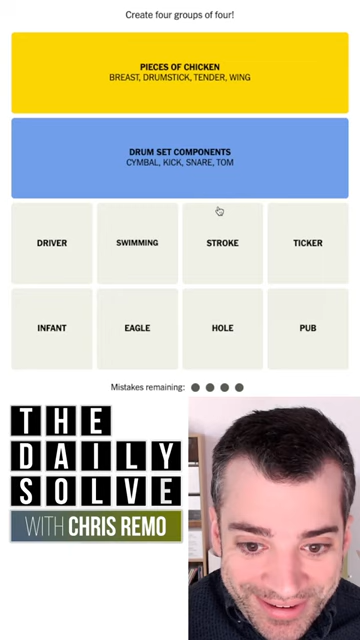 Create four groups of four!
PIECES OF CHICKEN
BREAST, DRUMSTICK, TENDER, WING
DRUM SET COMPONENTS
CYMBAL, KICK, SNARE, TOM
DRIVER SWIMMING STROKE TICKER
INFANT EAGLE HOLE PUB
Mistakes remaining:
THE
DAILY
SOLVE
WITH CHRIS REMO